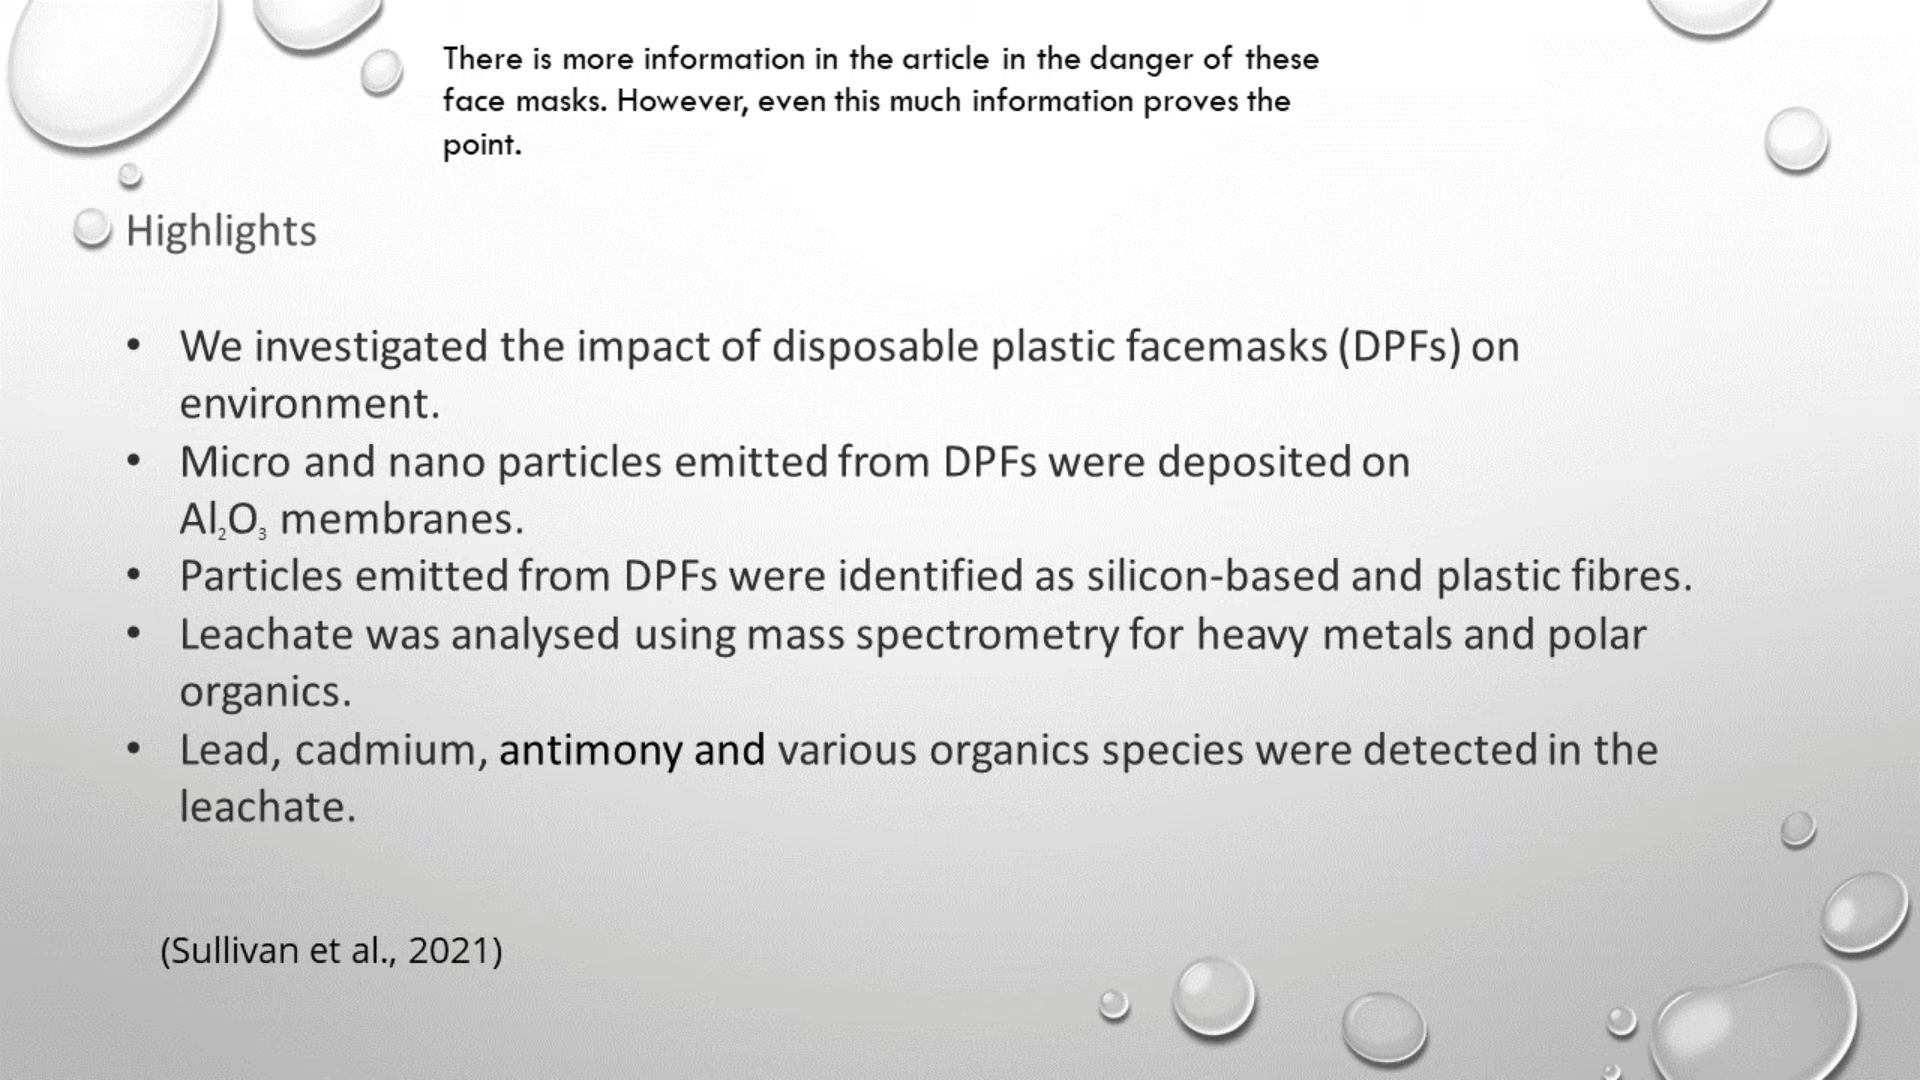 There is more information in the article in the danger of these
face masks. However, even this much information proves the
point.
Highlights
• We investigated the impact of disposable plastic facemasks (DPFs) on
environment.
• Micro and nano particles emitted from DPFs were deposited on
Al₂O₃ membranes.
• Particles emitted from DPFs were identified as silicon-based and plastic fibres.
• Leachate was analysed using mass spectrometry for heavy metals and polar
organics.
• Lead, cadmium, antimony and various organics species were detected in the
leachate.
(Sullivan et al., 2021)